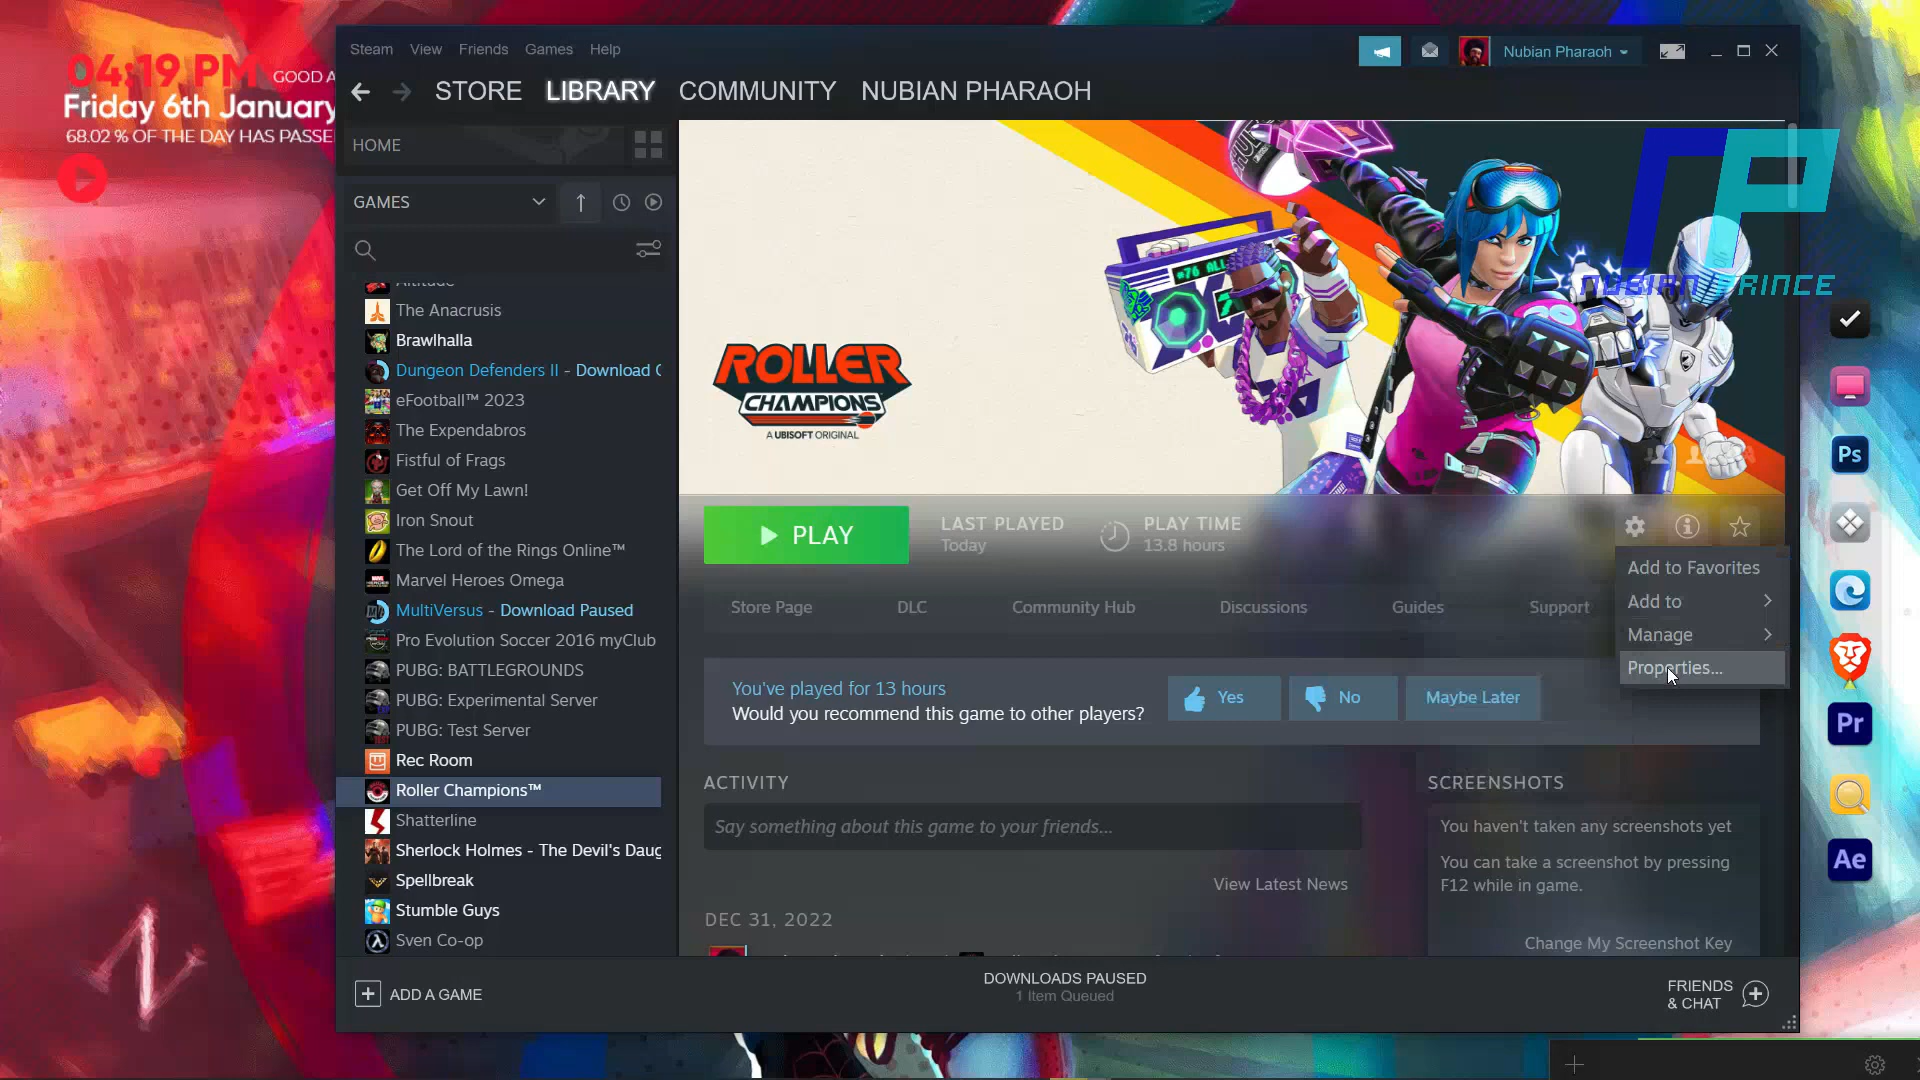 04:19 PM GOOD A
Friday 6th January
68.02 % OF THE DAY HAS PASSE
Steam View Friends Games Help
Nubian Pharaoh
STORE LIBRARY COMMUNITY NUBIAN PHARAOH
HOME
GAMES
Altitude
The Anacrusis
Brawlhalla
Dungeon Defenders II - Download
eFootball™ 2023
The Expendabros
Fistful of Frags
Get Off My Lawn!
Iron Snout
The Lord of the Rings Online™
Marvel Heroes Omega
MultiVersus - Download Paused
Pro Evolution Soccer 2016 myClub
PUBG: BATTLEGROUNDS
PUBG: Experimental Server
PUBG: Test Server
Rec Room
Roller Champions™
Shatterline
Sherlock Holmes - The Devil's Daug
Spellbreak
Stumble Guys
Sven Co-op
ADD A GAME
#76 ALL
NUBIAN PRINCE
ROLLER
CHAMPIONS
A UBISOFT ORIGINAL
PLAY
LAST PLAYED
Today
PLAY TIME
13.8 hours
Add to Favorites
Add to
Manage
Properties...
Store Page DLC Community Hub Discussions Guides Support
You've played for 13 hours
Would you recommend this game to other players?
Yes No Maybe Later
ACTIVITY
Say something about this game to your friends...
View Latest News
DEC 31, 2022
SCREENSHOTS
You haven't taken any screenshots yet
You can take a screenshot by pressing
F12 while in game.
Change My Screenshot Key
DOWNLOADS PAUSED
1 Item Queued
FRIENDS
& CHAT
Ps
Pr
Ae